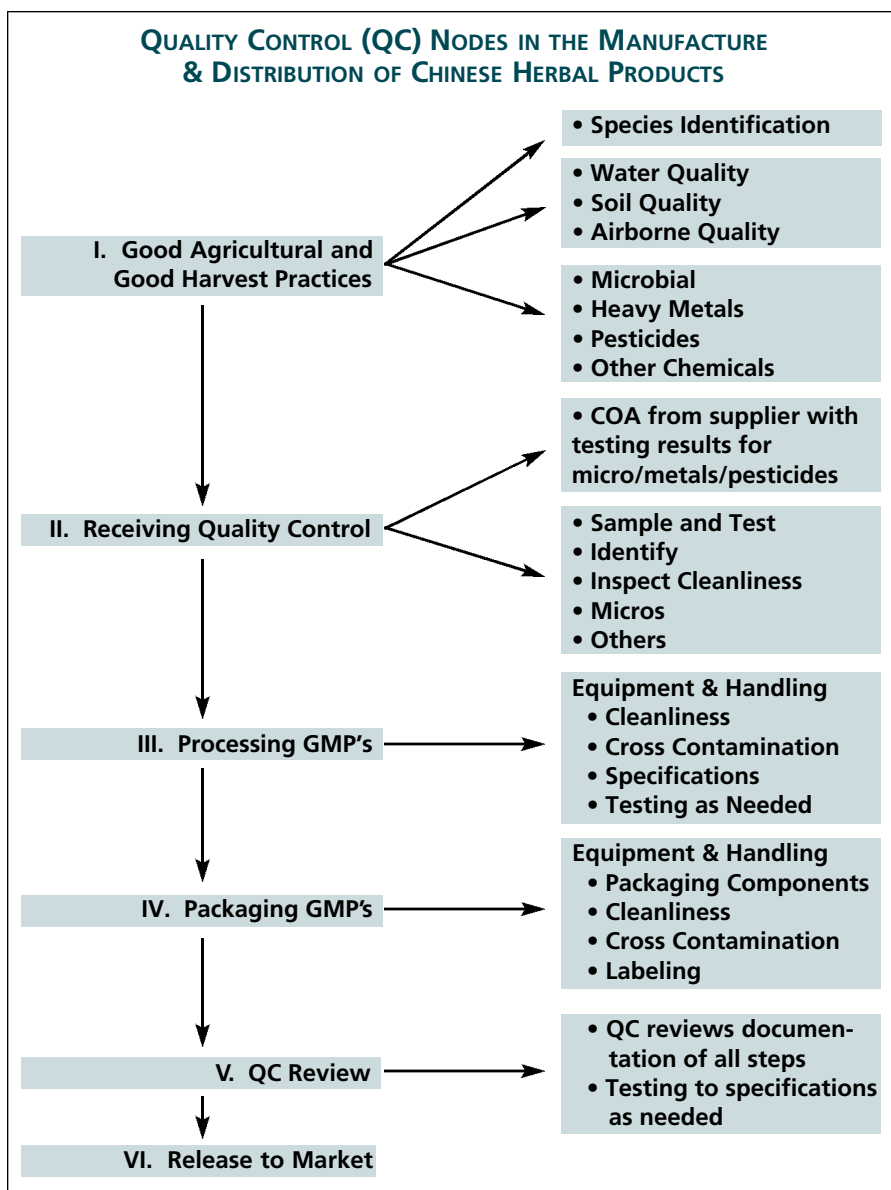 QUALITY CONTROL (QC) NODES IN THE MANUFACTURE
& DISTRIBUTION OF CHINESE HERBAL PRODUCTS
I. Good Agricultural and
Good Harvest Practices
• Species Identification
• Water Quality
• Soil Quality
• Airborne Quality
• Microbial
• Heavy Metals
• Pesticides
• Other Chemicals
II. Receiving Quality Control
• COA from supplier with
testing results for
micro/metals/pesticides
• Sample and Test
• Identify
• Inspect Cleanliness
• Micros
• Others
III. Processing GMP's
Equipment & Handling
• Cleanliness
• Cross Contamination
• Specifications
• Testing as Needed
IV. Packaging GMP's
Equipment & Handling
• Packaging Components
• Cleanliness
• Cross Contamination
• Labeling
V. QC Review
• QC reviews documen-
tation of all steps
• Testing to specifications
as needed
VI. Release to Market